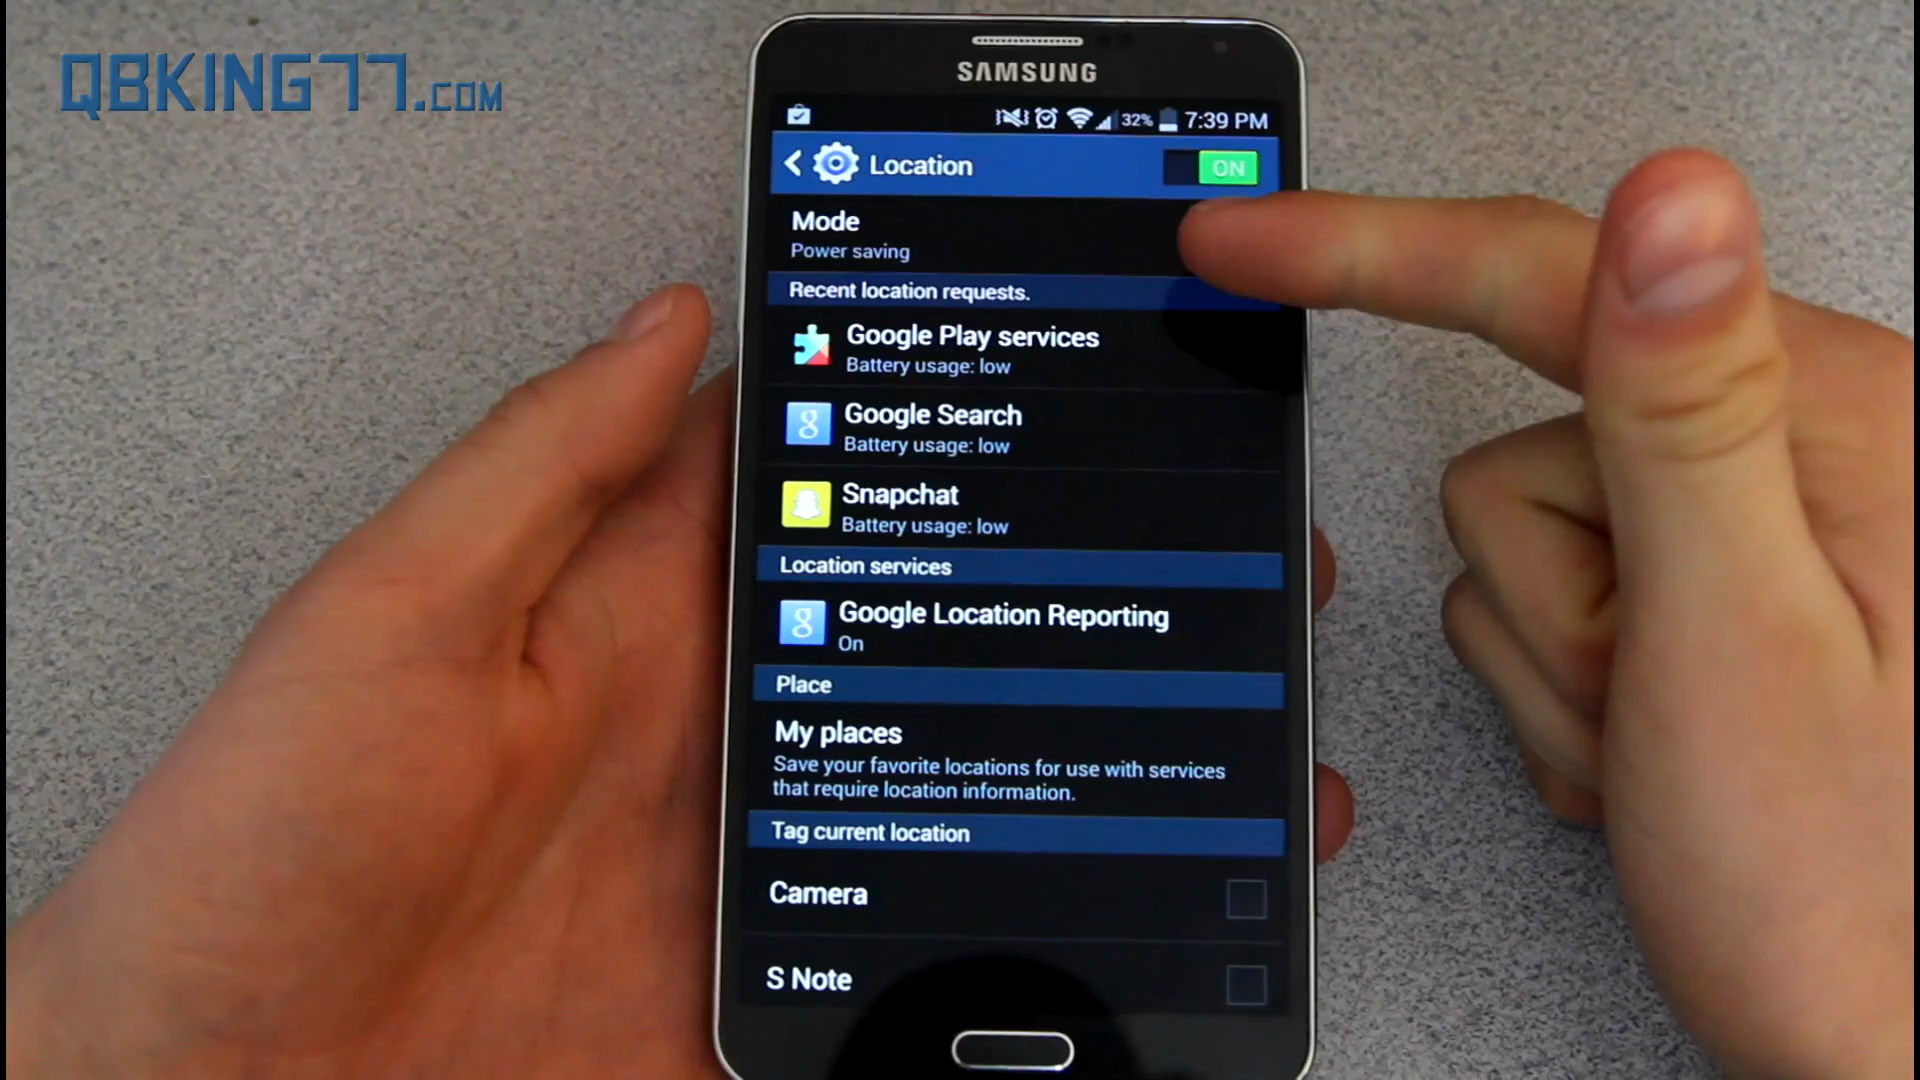 QBKING77.COM
SAMSUNG
32% 7:39 PM
Location ON
Mode
Power saving
Recent location requests.
Google Play services
Battery usage: low
g Google Search
Battery usage: low
Snapchat
Battery usage: low
Location services
g Google Location Reporting
On
Place
My places
Save your favorite locations for use with services
that require location information.
Tag current location
Camera
S Note